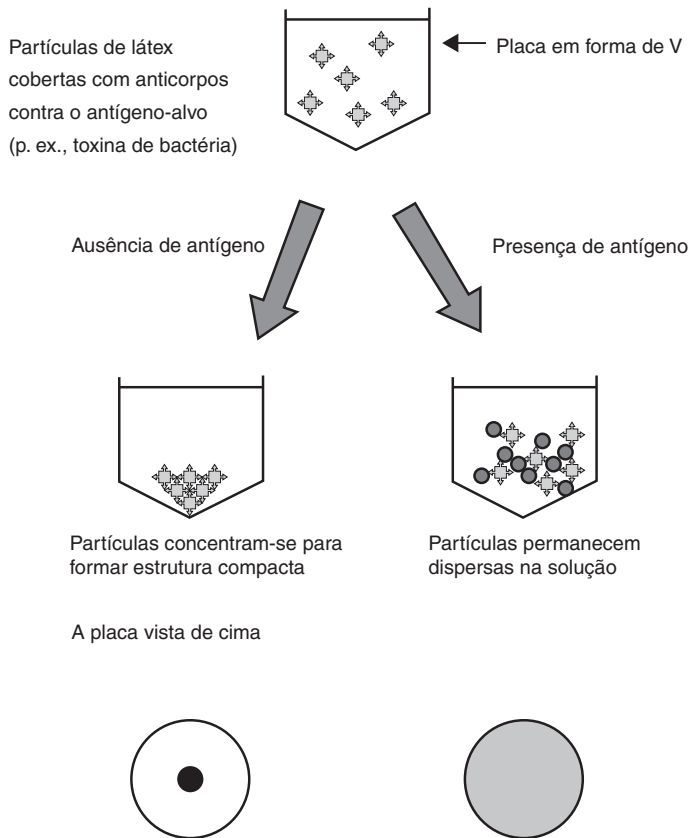 Partículas de látex
cobertas com anticorpos
contra o antígeno-alvo
(p. ex., toxina de bactéria)
Placa em forma de V
Ausência de antígeno
Presença de antígeno
Partículas concentram-se para
formar estrutura compacta
Partículas permanecem
dispersas na solução
A placa vista de cima